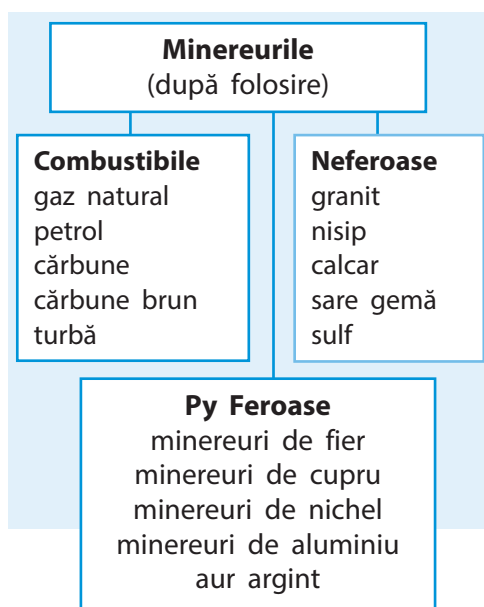 Minereurile
(după folosire)
Combustibile
gaz natural
petrol
cărbune
cărbune brun
turbă
Neferoase
granit
nisip
calcar
sare gemă
sulf
Py Feroase
minereuri de fier
minereuri de cupru
minereuri de nichel
minereuri de aluminiu
aur argint